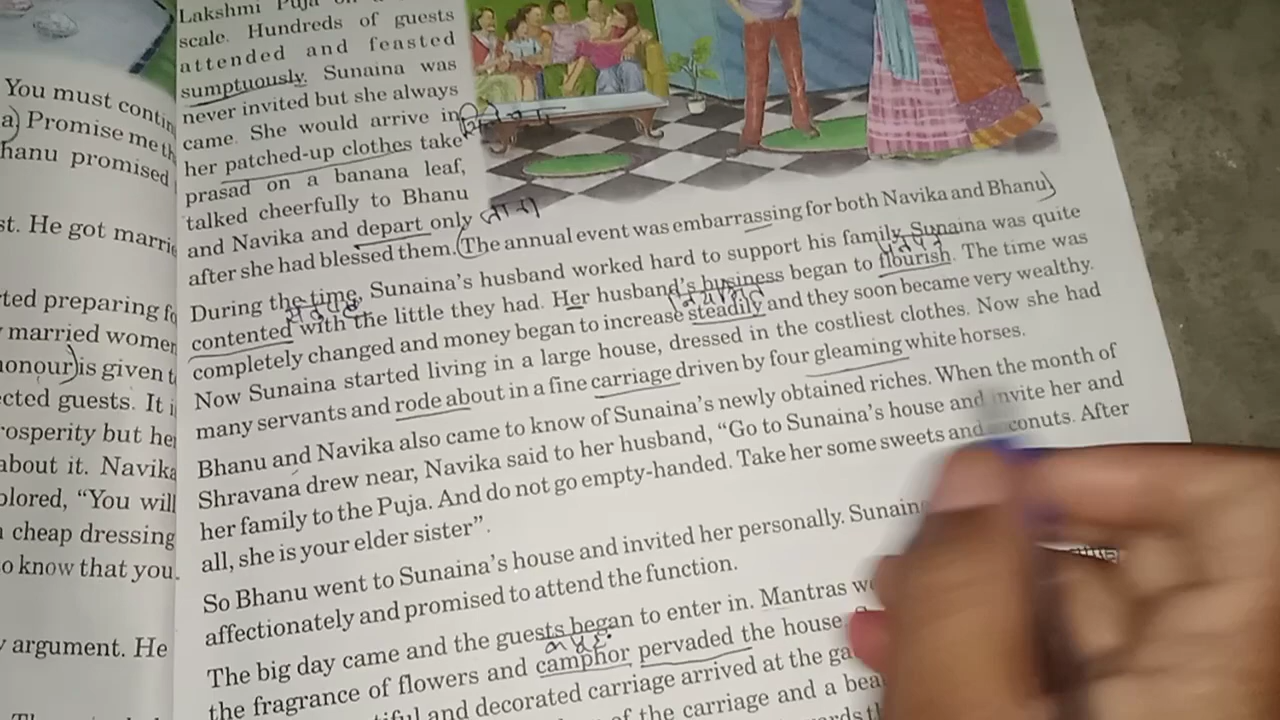 You must contin
a) Promise me th
hanu promised
st. He got marri
ted preparing fo
married women
onour) is given t
cted guests. It i
rosperity but he
about it. Navika
lored, "You will
cheap dressing
o know that you
argument. He
Lakshmi Puja on a
scale. Hundreds of guests
attended and feasted
sumptuously. Sunaina was
never invited but she always
came. She would arrive in
her patched-up clothes take
prasad on a banana leaf,
talked cheerfully to Bhanu
and Navika and depart only
after she had blessed them. (The annual event was embarrassing for both Navika and Bhanu)
During the time, Sunaina's husband worked hard to support his family. Sunaina was quite
contented with the little they had. Her husband's business began to flourish. The time was
completely changed and money began to increase steadily and they soon became very wealthy.
Now Sunaina started living in a large house, dressed in the costliest clothes. Now she had
many servants and rode about in a fine carriage driven by four gleaming white horses.
Bhanu and Navika also came to know of Sunaina's newly obtained riches. When the month of
Shravana drew near, Navika said to her husband, "Go to Sunaina's house and invite her and
her family to the Puja. And do not go empty-handed. Take her some sweets and conuts. After
all, she is your elder sister".
So Bhanu went to Sunaina's house and invited her personally. Sunain
affectionately and promised to attend the function.
The big day came and the guests began to enter in. Mantras w
the fragrance of flowers and camphor pervaded the house.
ful and decorated carriage arrived at the ga
of the carriage and a bea